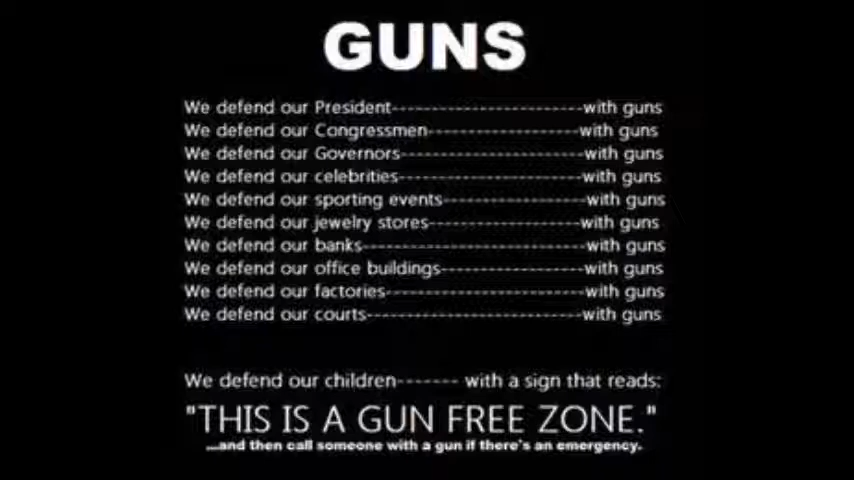 GUNS
We defend our President------------------------with guns
We defend our Congressmen-------------------with guns
We defend our Governors-----------------------with guns
We defend our celebrities-----------------------with guns
We defend our sporting events-----------------with guns
We defend our jewelry stores-------------------with guns
We defend our banks----------------------------with guns
We defend our office buildings-----------------with guns
We defend our factories-------------------------with guns
We defend our courts---------------------------with guns
We defend our children------- with a sign that reads:
"THIS IS A GUN FREE ZONE."
...and then call someone with a gun if there's an emergency.